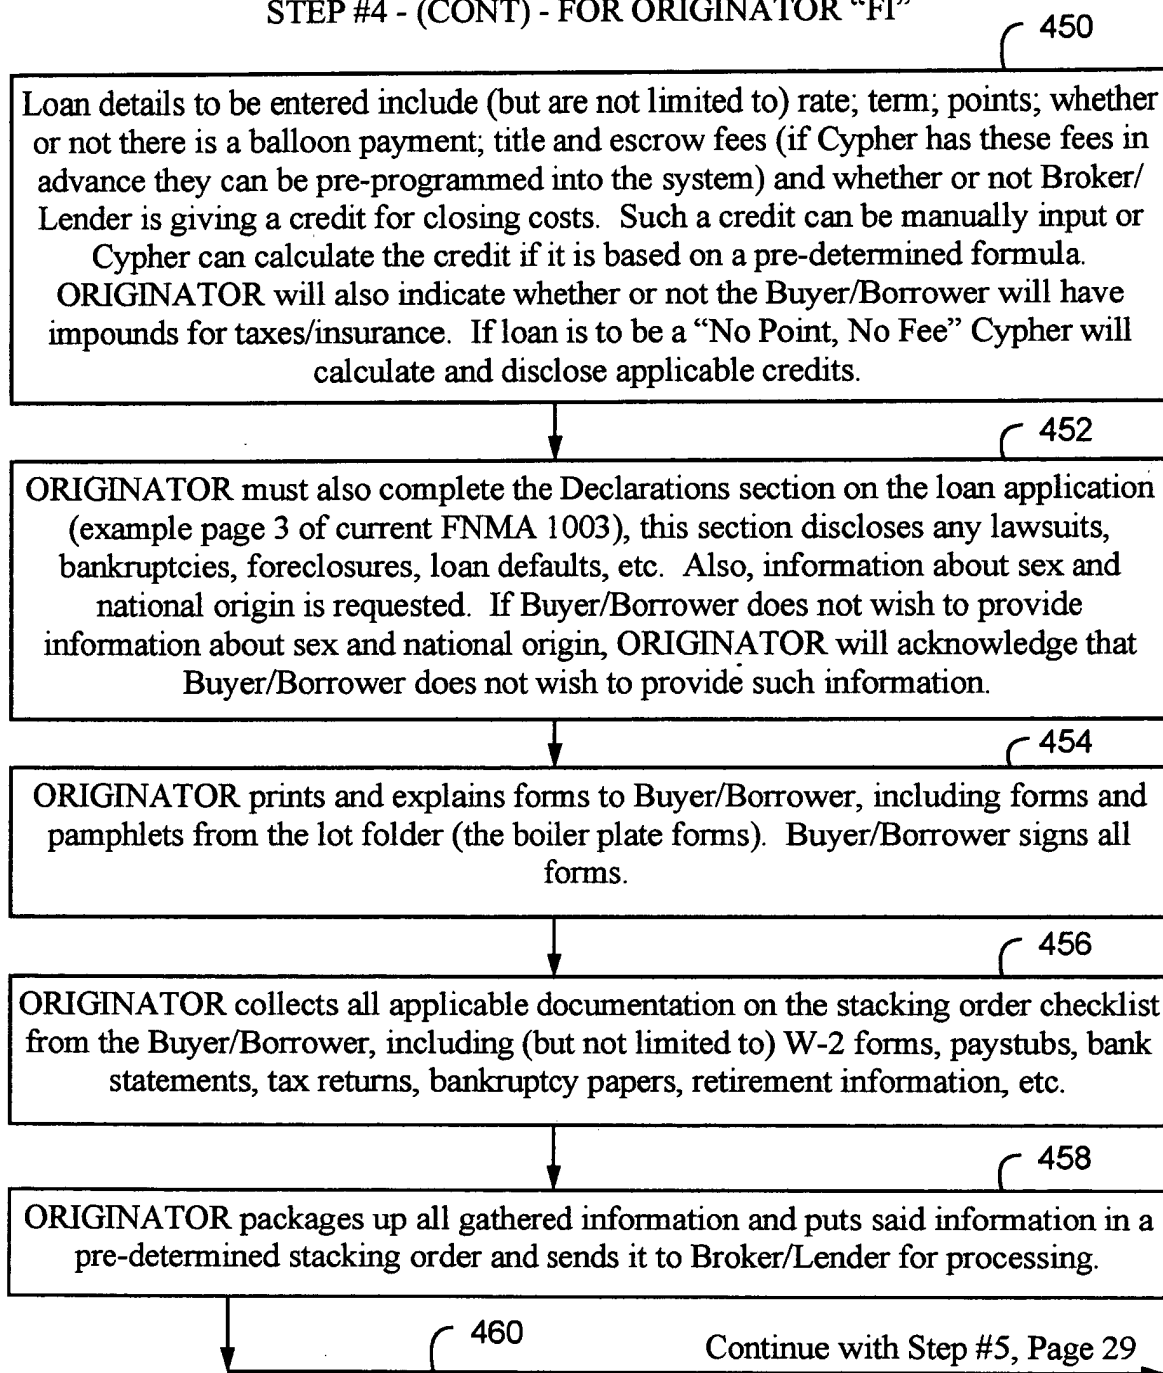 STEP #4 - (CONT) - FOR ORIGINATOR “FI”
450
Loan details to be entered include (but are not limited to) rate; term; points; whether
or not there is a balloon payment; title and escrow fees (if Cypher has these fees in
advance they can be pre-programmed into the system) and whether or not Broker/
Lender is giving a credit for closing costs. Such a credit can be manually input or
Cypher can calculate the credit if it is based on a pre-determined formula.
ORIGINATOR will also indicate whether or not the Buyer/Borrower will have
impounds for taxes/insurance. If loan is to be a “No Point, No Fee” Cypher will
calculate and disclose applicable credits.
452
ORIGINATOR must also complete the Declarations section on the loan application
(example page 3 of current FNMA 1003), this section discloses any lawsuits,
bankruptcies, foreclosures, loan defaults, etc. Also, information about sex and
national origin is requested. If Buyer/Borrower does not wish to provide
information about sex and national origin, ORIGINATOR will acknowledge that
Buyer/Borrower does not wish to provide such information.
454
ORIGINATOR prints and explains forms to Buyer/Borrower, including forms and
pamphlets from the lot folder (the boiler plate forms). Buyer/Borrower signs all
forms.
456
ORIGINATOR collects all applicable documentation on the stacking order checklist
from the Buyer/Borrower, including (but not limited to) W-2 forms, paystubs, bank
statements, tax returns, bankruptcy papers, retirement information, etc.
458
ORIGINATOR packages up all gathered information and puts said information in a
pre-determined stacking order and sends it to Broker/Lender for processing.
460
Continue with Step #5, Page 29